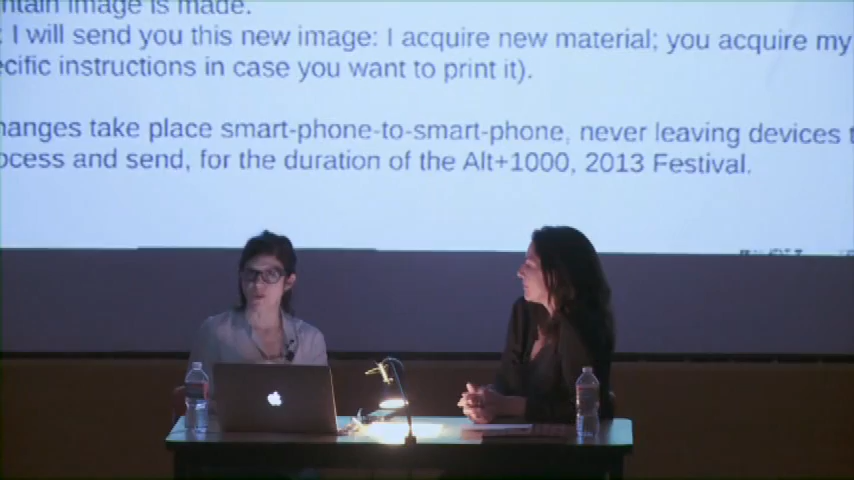 ntain image is made.
: I will send you this new image: I acquire new material; you acquire my
ecific instructions in case you want to print it).
hanges take place smart-phone-to-smart-phone, never leaving devices t
ocess and send, for the duration of the Alt+1000, 2013 Festival.